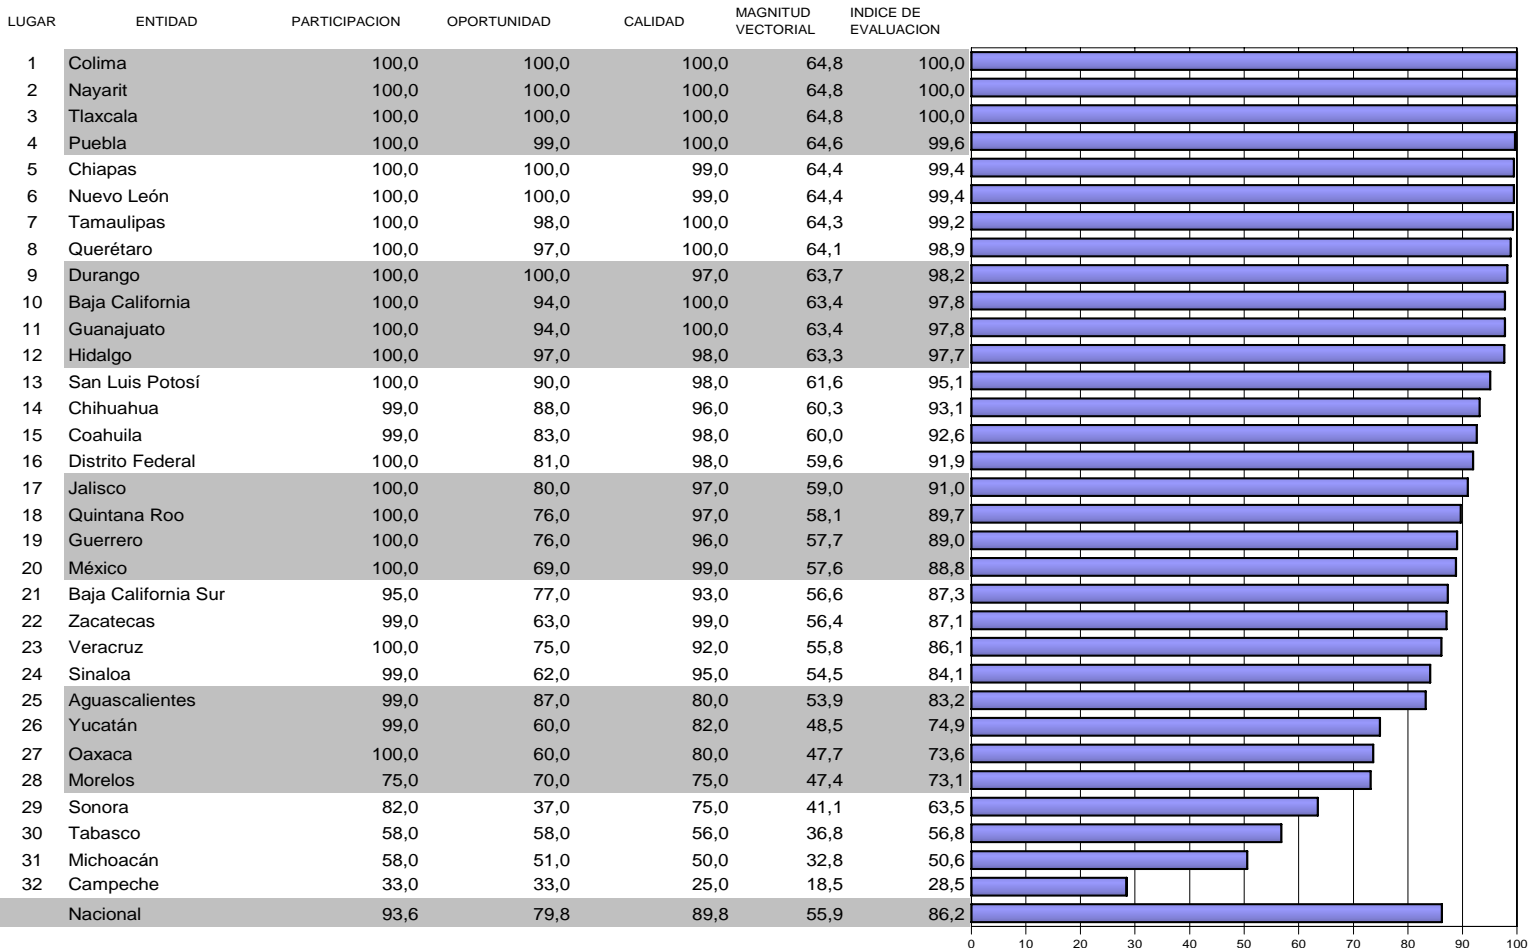 LUGAR ENTIDAD PARTICIPACION OPORTUNIDAD CALIDAD MAGNITUD VECTORIAL INDICE DE EVALUACION
1 Colima 100,0 100,0 100,0 64,8 100,0
2 Nayarit 100,0 100,0 100,0 64,8 100,0
3 Tlaxcala 100,0 100,0 100,0 64,8 100,0
4 Puebla 100,0 99,0 100,0 64,6 99,6
5 Chiapas 100,0 100,0 99,0 64,4 99,4
6 Nuevo León 100,0 100,0 99,0 64,4 99,4
7 Tamaulipas 100,0 98,0 100,0 64,3 99,2
8 Querétaro 100,0 97,0 100,0 64,1 98,9
9 Durango 100,0 100,0 97,0 63,7 98,2
10 Baja California 100,0 94,0 100,0 63,4 97,8
11 Guanajuato 100,0 94,0 100,0 63,4 97,8
12 Hidalgo 100,0 97,0 98,0 63,3 97,7
13 San Luis Potosí 100,0 90,0 98,0 61,6 95,1
14 Chihuahua 99,0 88,0 96,0 60,3 93,1
15 Coahuila 99,0 83,0 98,0 60,0 92,6
16 Distrito Federal 100,0 81,0 98,0 59,6 91,9
17 Jalisco 100,0 80,0 97,0 59,0 91,0
18 Quintana Roo 100,0 76,0 97,0 58,1 89,7
19 Guerrero 100,0 76,0 96,0 57,7 89,0
20 México 100,0 69,0 99,0 57,6 88,8
21 Baja California Sur 95,0 77,0 93,0 56,6 87,3
22 Zacatecas 99,0 63,0 99,0 56,4 87,1
23 Veracruz 100,0 75,0 92,0 55,8 86,1
24 Sinaloa 99,0 62,0 95,0 54,5 84,1
25 Aguascalientes 99,0 87,0 80,0 53,9 83,2
26 Yucatán 99,0 60,0 82,0 48,5 74,9
27 Oaxaca 100,0 60,0 80,0 47,7 73,6
28 Morelos 75,0 70,0 75,0 47,4 73,1
29 Sonora 82,0 37,0 75,0 41,1 63,5
30 Tabasco 58,0 58,0 56,0 36,8 56,8
31 Michoacán 58,0 51,0 50,0 32,8 50,6
32 Campeche 33,0 33,0 25,0 18,5 28,5
Nacional 93,6 79,8 89,8 55,9 86,2
0 10 20 30 40 50 60 70 80 90 100